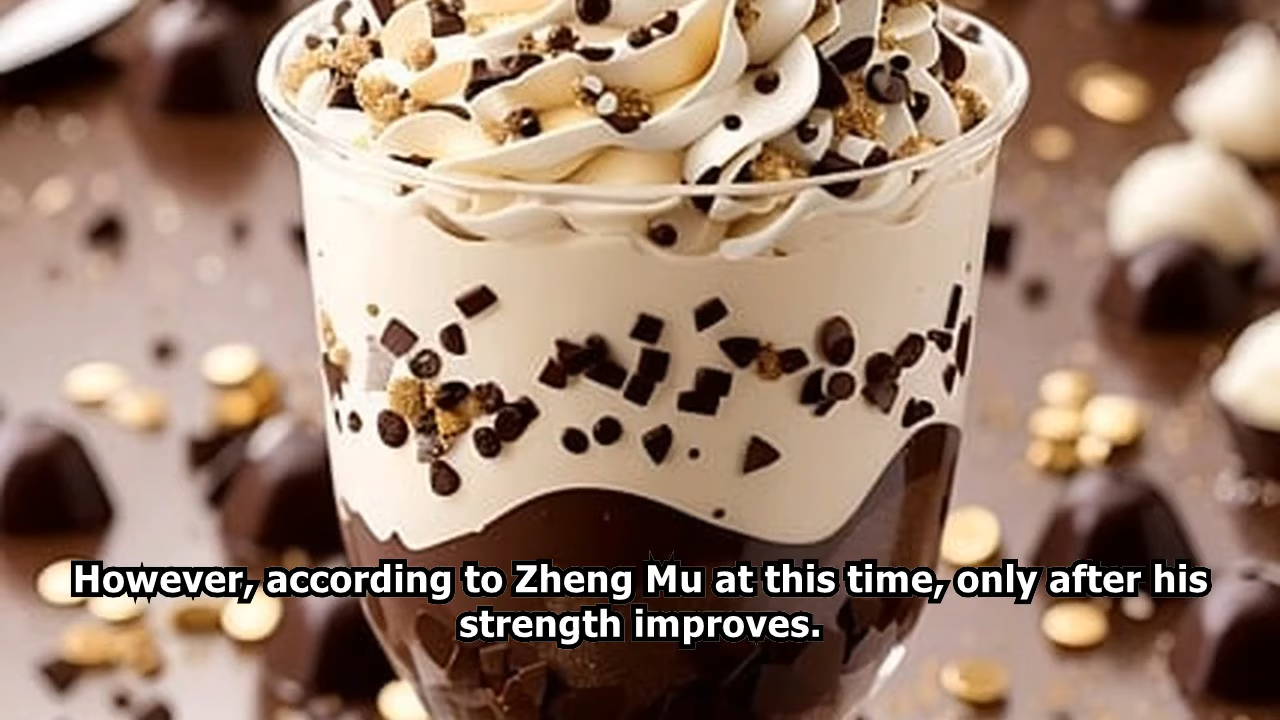 However, according to Zheng Mu at this time, only after his
strength improves.